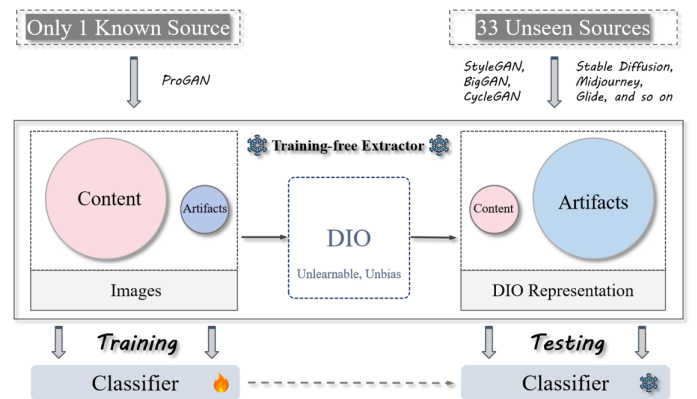 Only 1 Known Source
33 Unseen Sources
ProGAN
StyleGAN,
BigGAN,
CycleGAN
Stable Diffusion,
Midjourney,
Glide, and so on
Training-free Extractor
Content
Artifacts
DIO
Unlearnable, Unbias
Content
Artifacts
Images
DIO Representation
Training
Testing
Classifier
Classifier